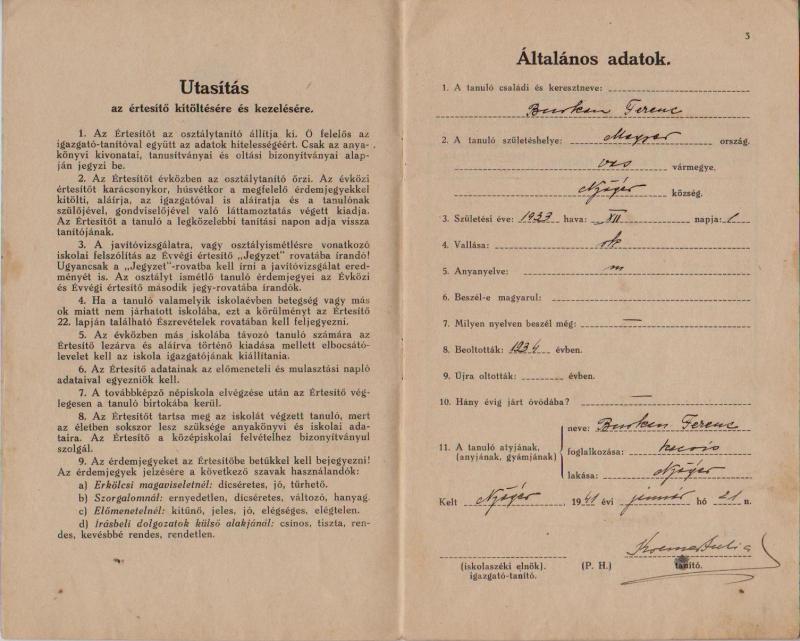 Utasítás
az értesítő kitöltésére és kezelésére.
1. Az Értesítőt az osztálytanító állítja ki. Ő felelős az
igazgató-tanítóval együtt az adatok hitelességéért. Csak az anya-
könyvi kivonatai, tanusítványai és oltási bizonyítványai alap-
ján jegyzi be.
2. Az Értesítőt évközben az osztálytanító őrzi. Az évközi
értesítőt karácsonykor, húsvétkor a megfelelő érdemjegyekkel
kitölti, aláírja, az igazgatóval is aláíratja és a tanulónak
szülőjével, gondviselőjével való láttamoztatás végett kiadja.
Az Értesítőt a tanuló a legközelebbi tanítási napon adja vissza
tanítójának.
3. A javítóvizsgálatra, vagy osztályismétlésre vonatkozó
iskolai felszólítás az Évvégi értesítő „Jegyzet" rovatába írandó!
Ugyancsak a „Jegyzet"-rovatba kell írni a javítóvizsgálat ered-
ményét is. Az osztályt ismétlő tanuló érdemjegyei az Évközi
és Évvégi értesítő második jegy-rovatába írandók.
4. Ha a tanuló valamelyik iskolaévben betegség vagy más
ok miatt nem járhatott iskolába, ezt a körülményt az Értesítő
22. lapján található Észrevételek rovatában kell feljegyezni.
5. Az évközben más iskolába távozó tanuló számára az
Értesítő lezárva és aláírva történő kiadása mellett elbocsátó-
levelet kell az iskola igazgatójának kiállítania.
6. Az Értesítő adatainak az előmeneteli és mulasztási napló
adataival egyezniök kell.
7. A továbbképző népiskola elvégzése után az Értesítő vég-
legesen a tanuló birtokába kerül.
8. Az Értesítőt tartsa meg az iskolát végzett tanuló, mert
az életben sokszor lesz szüksége anyakönyvi és iskolai ada-
taira. Az Értesítő a középiskolai felvételhez bizonyítványul
szolgál.
9. Az érdemjegyeket az Értesítőbe betűkkel kell bejegyezni!
Az érdemjegyek jelzésére a következő szavak használandók:
a) Erkölcsi magaviseletnél: dícséretes, jó, tűrhető.
b) Szorgalomnál: ernyedetlen, dícséretes, változó, hanyag.
c) Előmenetelnél: kitűnő, jeles, jó, elégséges, elégtelen.
d) Irásbeli dolgozatok külső alakjánál: csinos, tiszta, ren-
des, kevésbbé rendes, rendetlen.
3
Általános adatok.
1. A tanuló családi és keresztneve:
Burkon Ferenc
2. A tanuló születéshelye: Magyar ország.
vas vármegye.
Nyőgér község.
3. Születési éve: 1933 hava: XII napja: 1
4. Vallása: rk
5. Anyanyelve: m
6. Beszél-e magyarul:
7. Milyen nyelven beszél még: —
8. Beoltották: 1934 évben.
9. Újra oltották: évben.
10. Hány évig járt óvódába? —
11. A tanuló atyjának, (anyjának, gyámjának) neve: Burkon Ferenc
foglalkozása:
lakása: Nyőgér
Kelt Nyőgér 1941 évi január hó 21 n.
(iskolaszéki elnök). igazgató-tanító.
(P. H.)
tanító.